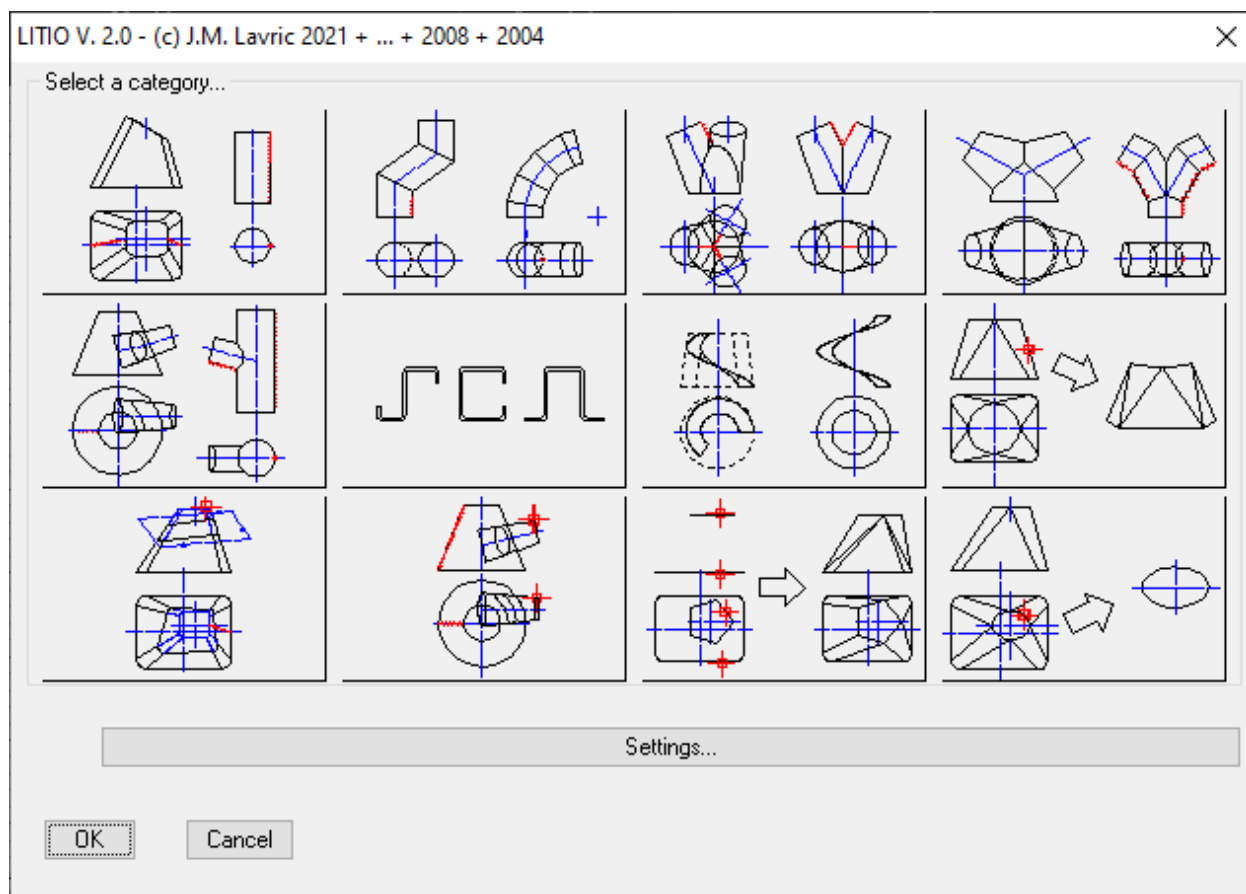 LITIO V. 2.0 - (c) J.M. Lavric 2021 + ... + 2008 + 2004
Select a category...
Settings...
OK
Cancel